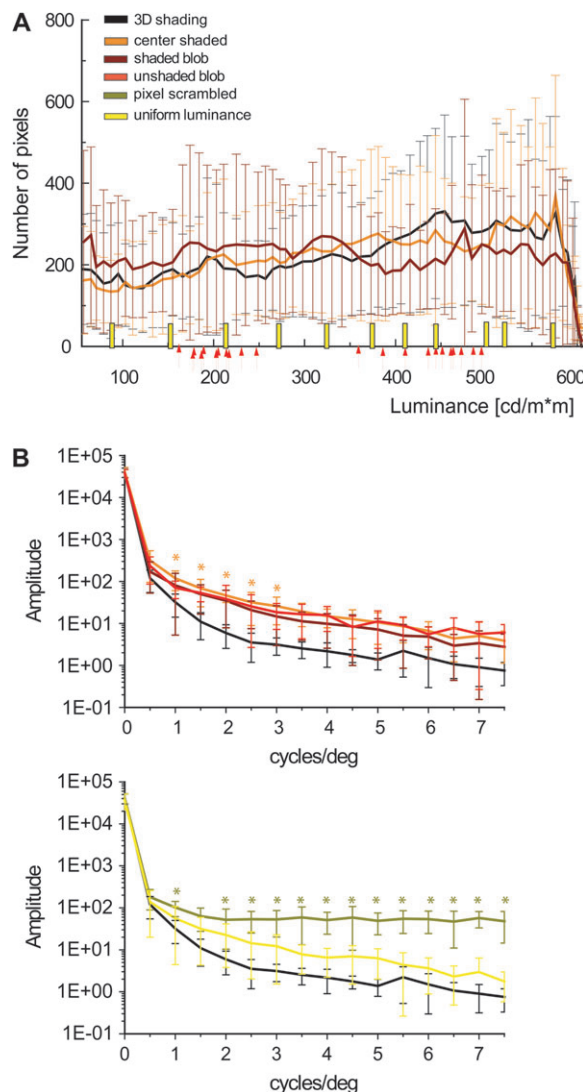 A
800
600
400
200
0
Number of pixels
3D shading
center shaded
shaded blob
unshaded blob
pixel scrambled
uniform luminance
100 200 300 400 500 600
Luminance [cd/m*m]
B
1E+05
1E+04
1E+03
1E+02
1E+01
1E+00
1E-01
Amplitude
* * * * *
0 1 2 3 4 5 6 7
cycles/deg
1E+05
1E+04
1E+03
1E+02
1E+01
1E+00
1E-01
Amplitude
* * * * * * * * * * * * *
0 1 2 3 4 5 6 7
cycles/deg